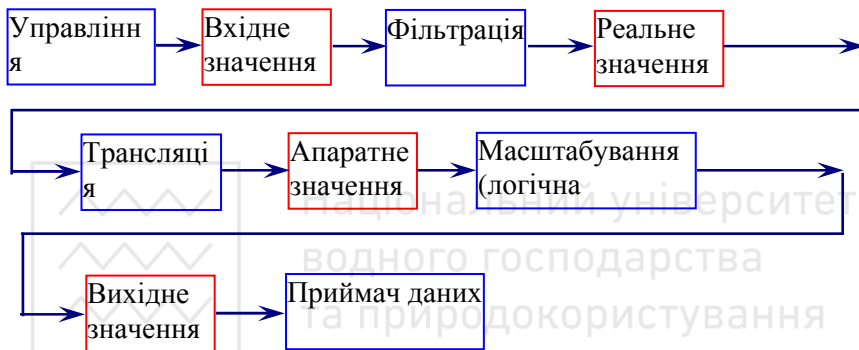 Управлінн
я
Вхідне
значення
Фільтрація
Реальне
значення
Трансляці
я
Апаратне
значення
Масштабування
(логічна
Національний університет
водного господарства
та природокористування
Вихідне
значення
Приймач даних